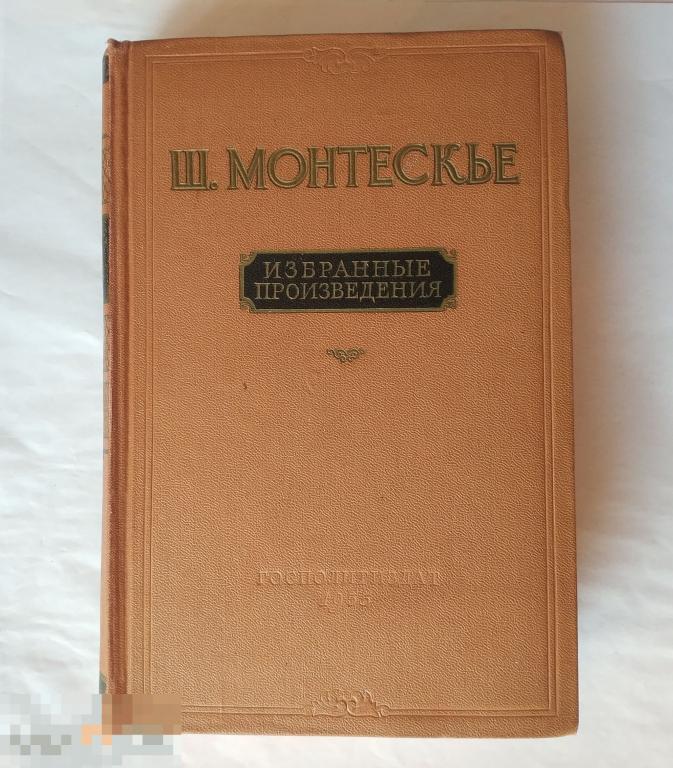 Ш. МОНТЕСКЬЕ
ИЗБРАННЫЕ
ПРОИЗВЕДЕНИЯ
ГОСПОЛИТИЗДАТ
1955